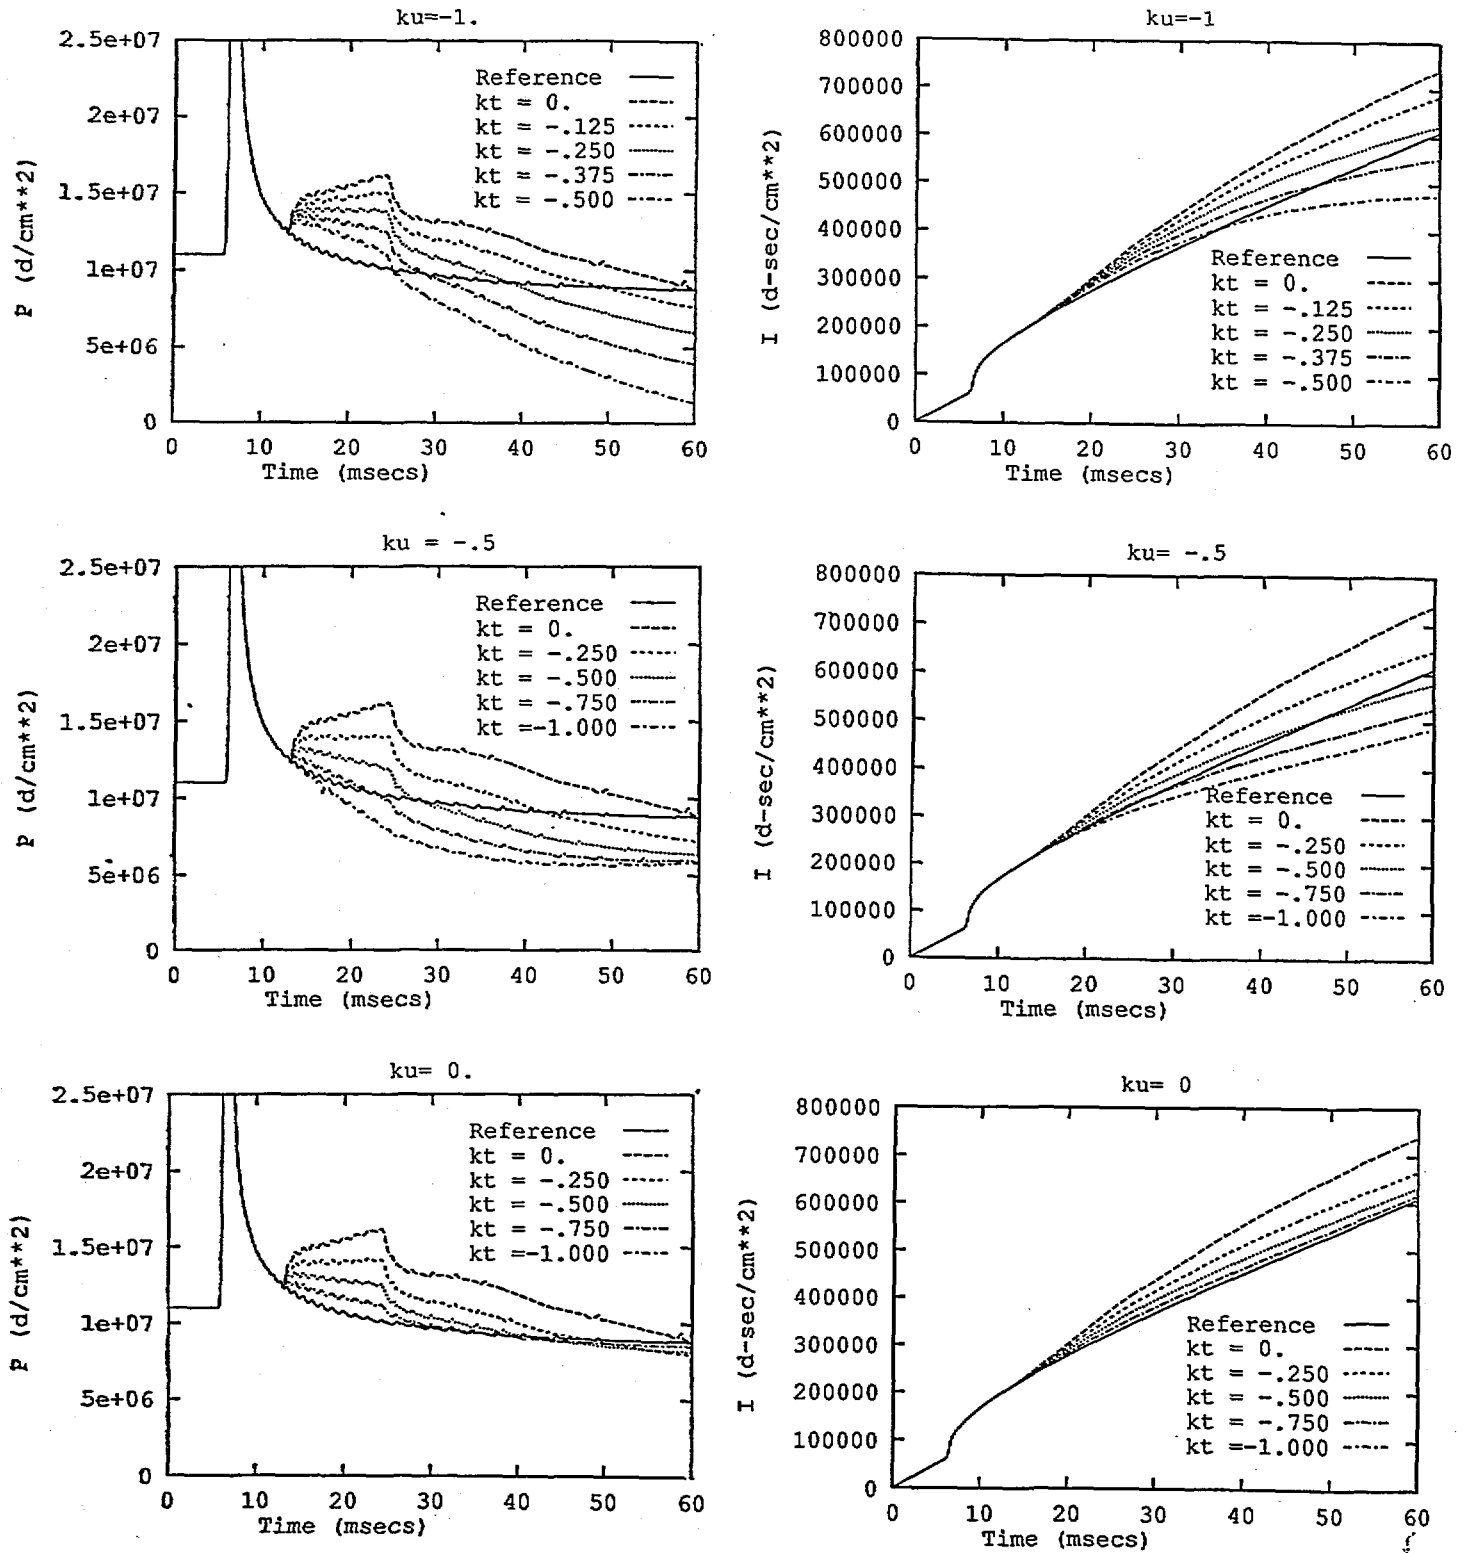 ku=-1.
2.5e+07
2e+07
1.5e+07
1e+07
5e+06
0
P (d/cm**2)
Reference
kt = 0.
kt = -.125
kt = -.250
kt = -.375
kt = -.500
0 10 20 30 40 50 60
Time (msecs)
ku=-1
800000
700000
600000
500000
400000
300000
200000
100000
0
I (d-sec/cm**2)
Reference
kt = 0.
kt = -.125
kt = -.250
kt = -.375
kt = -.500
0 10 20 30 40 50 60
Time (msecs)
ku = -.5
2.5e+07
2e+07
1.5e+07
1e+07
5e+06
0
P (d/cm**2)
Reference
kt = 0.
kt = -.250
kt = -.500
kt = -.750
kt =-1.000
0 10 20 30 40 50 60
Time (msecs)
ku= -.5
800000
700000
600000
500000
400000
300000
200000
100000
0
I (d-sec/cm**2)
Reference
kt = 0.
kt = -.250
kt = -.500
kt = -.750
kt =-1.000
0 10 20 30 40 50 60
Time (msecs)
ku= 0.
2.5e+07
2e+07
1.5e+07
1e+07
5e+06
0
P (d/cm**2)
Reference
kt = 0.
kt = -.250
kt = -.500
kt = -.750
kt =-1.000
0 10 20 30 40 50 60
Time (msecs)
ku= 0
800000
700000
600000
500000
400000
300000
200000
100000
0
I (d-sec/cm**2)
Reference
kt = 0.
kt = -.250
kt = -.500
kt = -.750
kt =-1.000
0 10 20 30 40 50 60
Time (msecs)